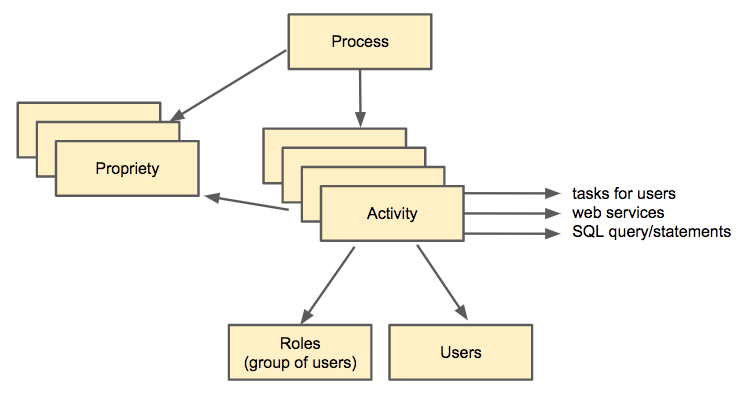 Process
Propriety
Activity
tasks for users
web services
SQL query/statements
Roles
(group of users)
Users